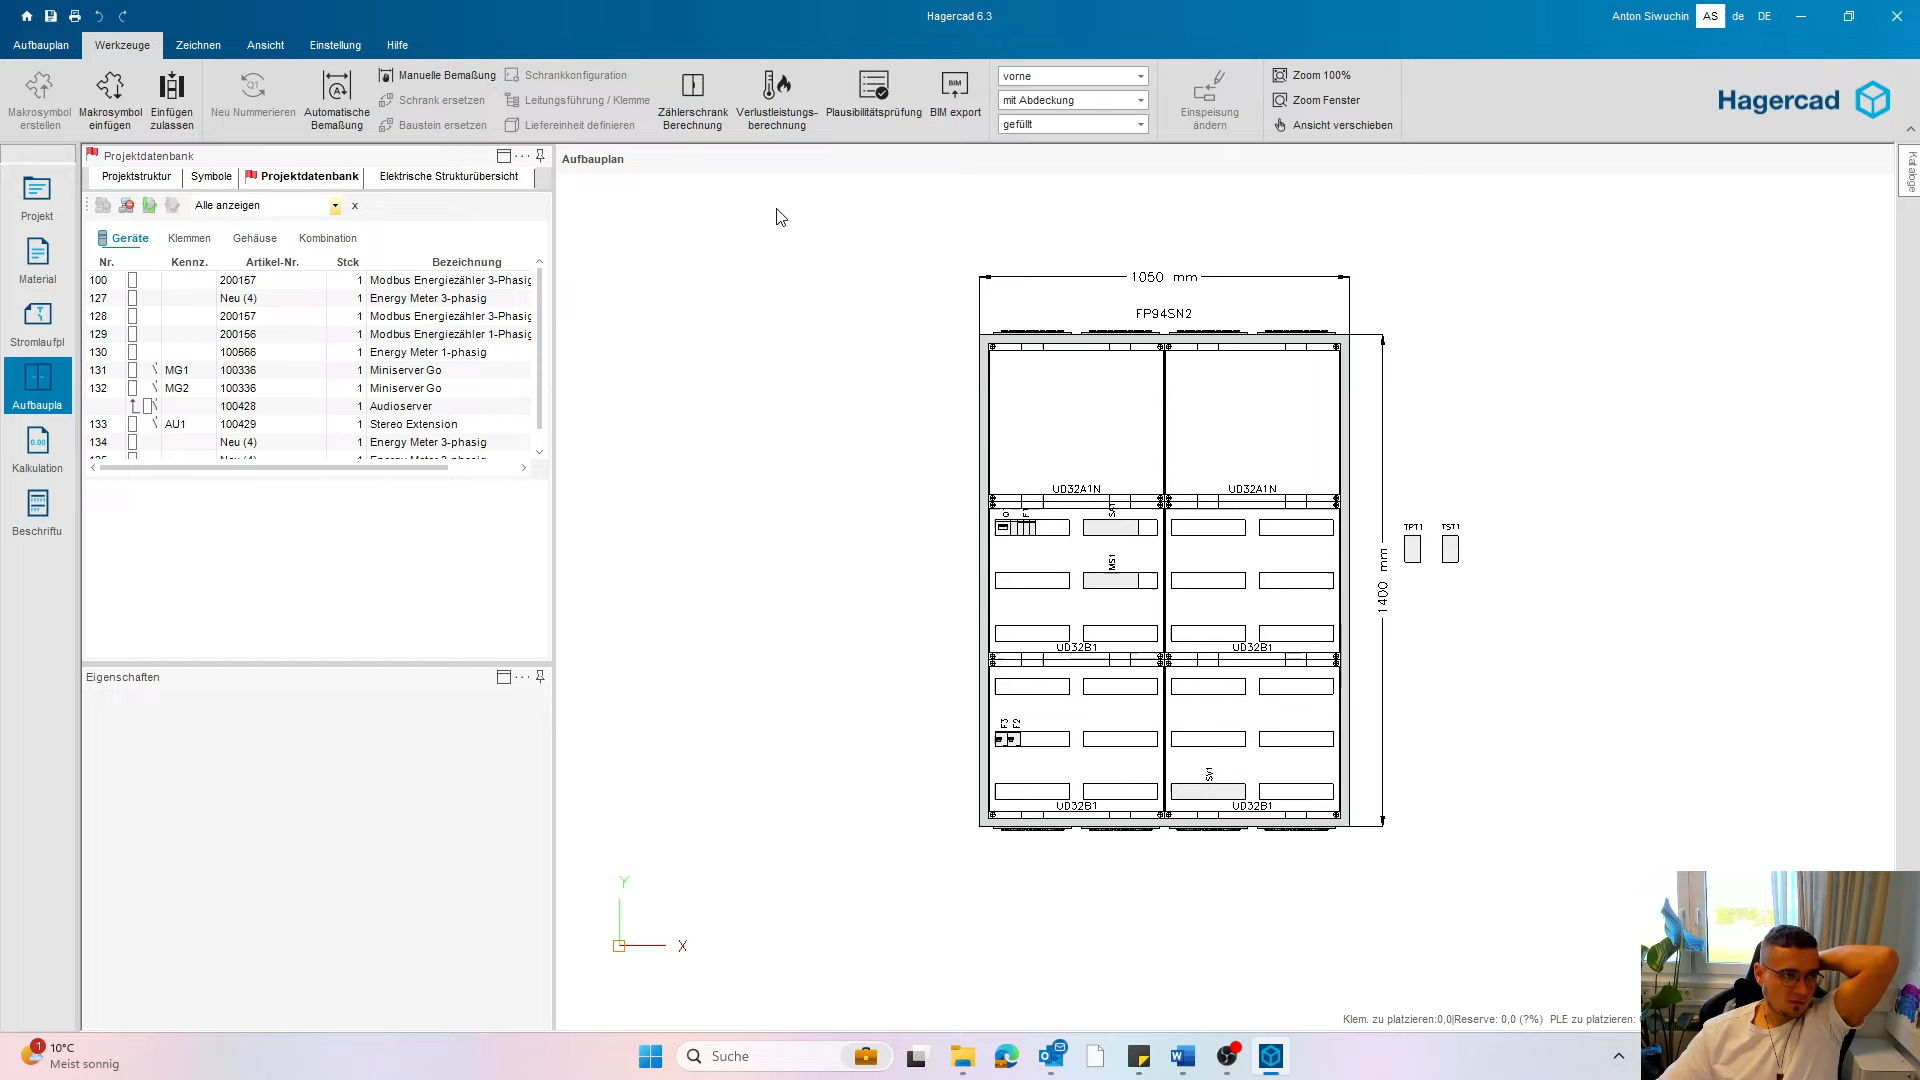 Hagercad 6.3
Anton Siwuchin AS de DE
Aufbauplan Werkzeuge Zeichnen Ansicht Einstellung Hilfe
Makrosymbol erstellen
Makrosymbol einfügen
Einfügen zulassen
Neu Nummerieren
Automatische Bemaßung
Manuelle Bemaßung
Schrank ersetzen
Baustein ersetzen
Schrankkonfiguration
Leitungsführung / Klemme
Liefereinheit definieren
Zählerschrank Berechnung
Verlustleistungs- berechnung
Plausibilitätsprüfung
BIM
BIM export
vorne
mit Abdeckung
gefüllt
Einspeisung ändern
Zoom 100%
Zoom Fenster
Ansicht verschieben
Hagercad
Projekt
Material
Stromlaufpl
Aufbaupla
Kalkulation
Beschriftu
Projektdatenbank
Projektstruktur Symbole Projektdatenbank Elektrische Strukturübersicht
Alle anzeigen x
Geräte Klemmen Gehäuse Kombination
Nr. Kennz. Artikel-Nr. Stck Bezeichnung
100 200157 1 Modbus Energiezähler 3-Phasig
127 Neu (4) 1 Energy Meter 3-phasig
128 200157 1 Modbus Energiezähler 3-Phasig
129 200156 1 Modbus Energiezähler 1-Phasig
130 100566 1 Energy Meter 1-phasig
131 MG1 100336 1 Miniserver Go
132 MG2 100336 1 Miniserver Go
100428 1 Audioserver
133 AU1 100429 1 Stereo Extension
134 Neu (4) 1 Energy Meter 3-phasig
Eigenschaften
Aufbauplan
Kataloge
1050 mm
FP94SN2
UD32A1N UD32A1N
MS1
UD32B1 UD32B1
F3 F2
SV1
UD32B1 UD32B1
1400 mm
TPT1 TST1
Y
X
Klem. zu platzieren:0,0|Reserve: 0,0 (?%) PLE zu platzieren:
1
10°C
Meist sonnig
Suche